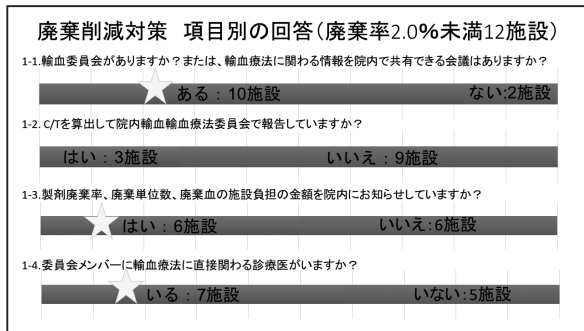 廃棄削減対策 項目別の回答(廃棄率2.0%未満12施設)
1-1.輸血委員会がありますか?または、輸血療法に関わる情報を院内で共有できる会議はありますか?
ある:10施設 ない:2施設
1-2. C/Tを算出して院内輸血輸血療法委員会で報告していますか?
はい:3施設 いいえ:9施設
1-3.製剤廃棄率、廃棄単位数、廃棄血の施設負担の金額を院内にお知らせしていますか?
はい:6施設 いいえ:6施設
1-4.委員会メンバーに輸血療法に直接関わる診療医がいますか?
いる:7施設 いない:5施設